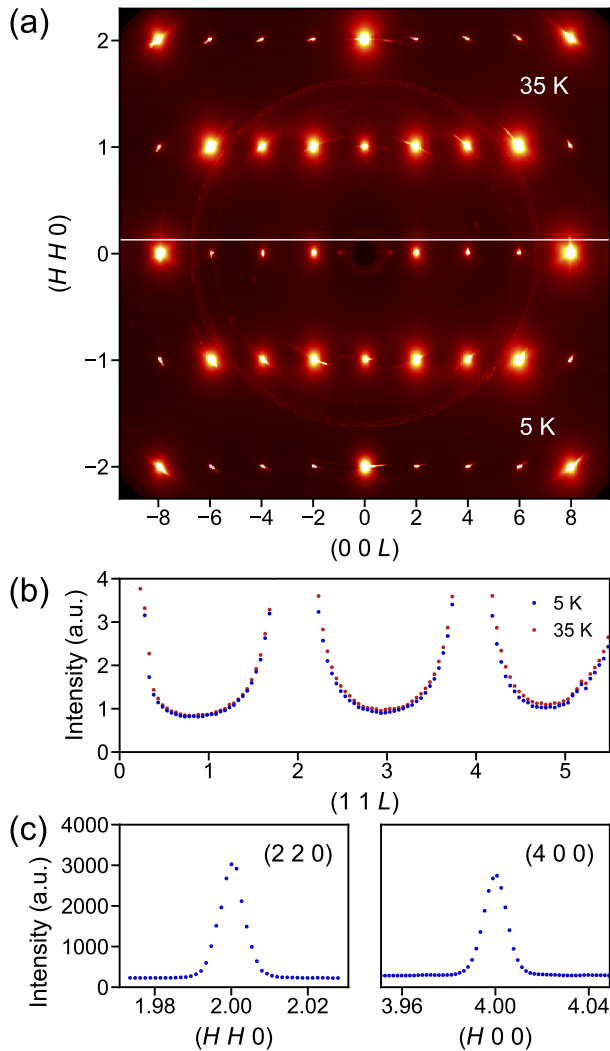 (a)
2
1
0
−1
−2
(H H 0)
35 K
5 K
−8 −6 −4 −2 0 2 4 6 8
(0 0 L)
(b)
4
3
2
1
0
Intensity (a.u.)
5 K
35 K
0 1 2 3 4 5
(1 1 L)
(c)
4000
3000
2000
1000
0
Intensity (a.u.)
(2 2 0)
1.98 2.00 2.02
(H H 0)
(4 0 0)
3.96 4.00 4.04
(H 0 0)